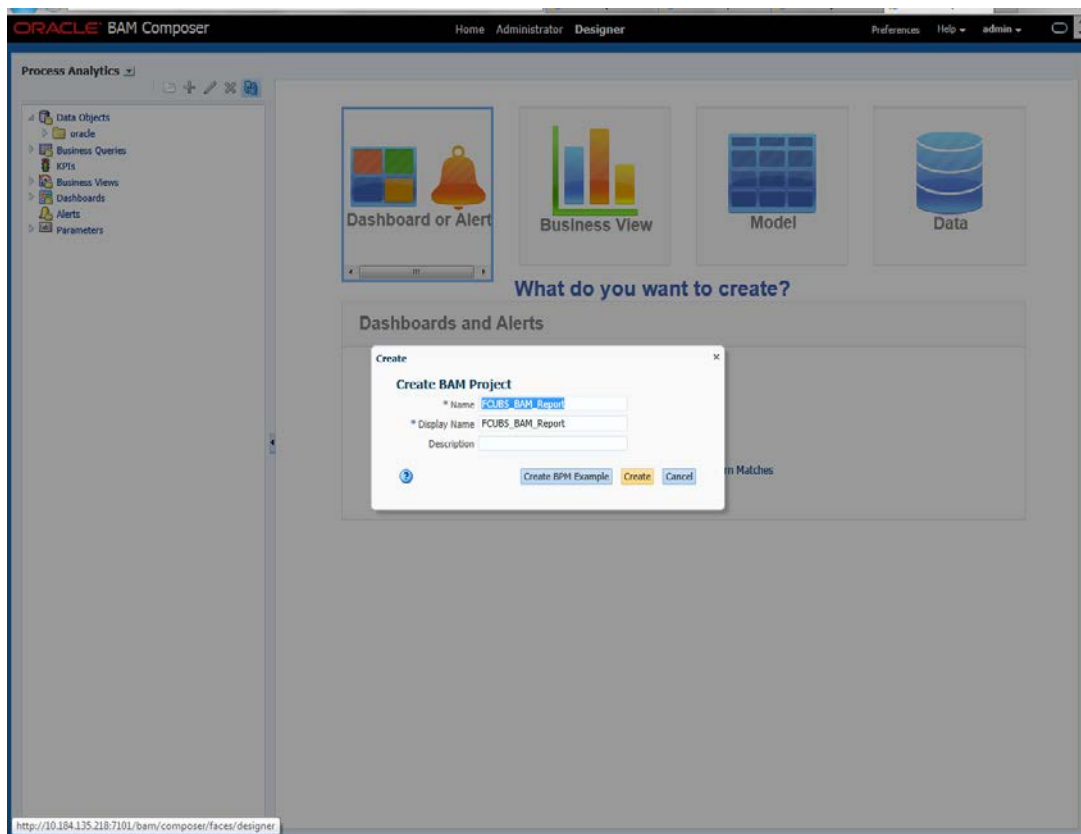 ORACLE BAM Composer
Home Administrator Designer
Preferences Help admin
Process Analytics
Data Objects
oracle
Business Queries
KPIs
Business Views
Dashboards
Alerts
Parameters
Dashboard or Alert
Business View
Model
Data
What do you want to create?
Dashboards and Alerts
Create
Create BAM Project
* Name FCUBS_BAM_Report
* Display Name FCUBS_BAM_Report
Description
Create BPM Example Create Cancel
Matches
http://10.184.135.218:7101/bam/composer/faces/designer